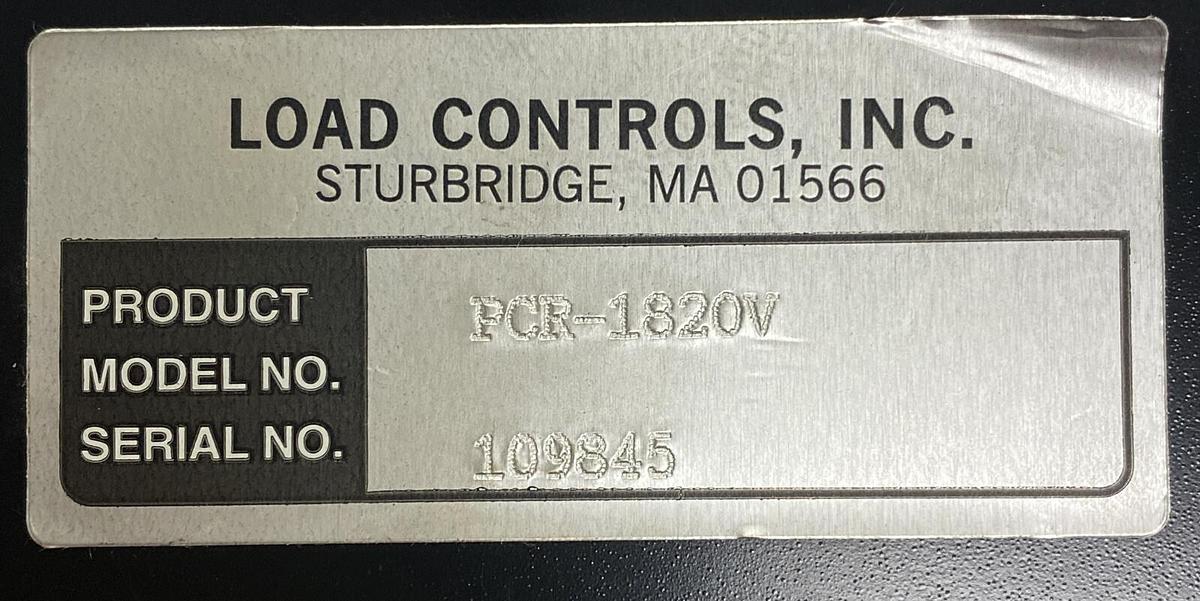 LOAD CONTROLS, INC.
STURBRIDGE, MA 01566
PRODUCT PCR-1820V
MODEL NO.
SERIAL NO. 109845